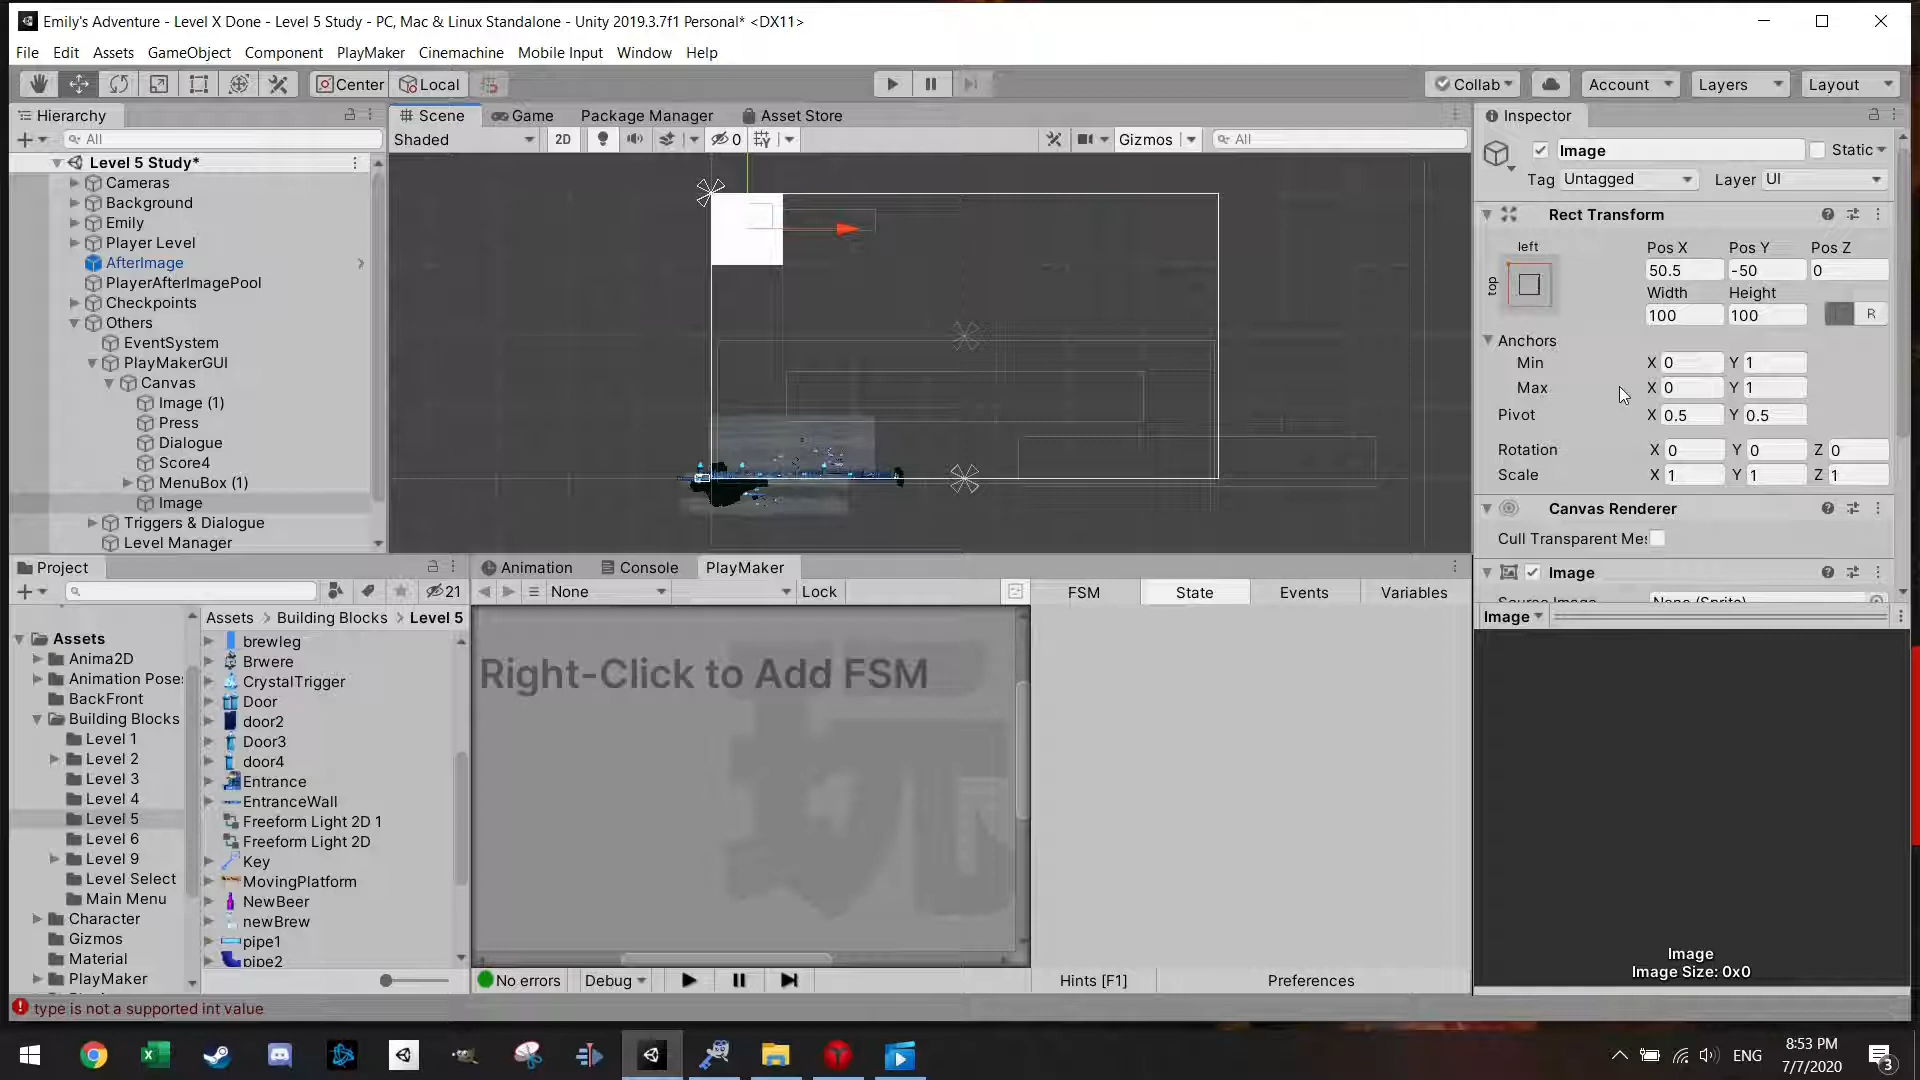 Emily's Adventure - Level X Done - Level 5 Study - PC, Mac & Linux Standalone - Unity 2019.3.7f1 Personal* <DX11>
File Edit Assets GameObject Component PlayMaker Cinemachine Mobile Input Window Help
Center Local Collab Account Layers Layout
Hierarchy
All
Level 5 Study*
Cameras
Background
Emily
Player Level
AfterImage
PlayerAfterImagePool
Checkpoints
Others
EventSystem
PlayMakerGUI
Canvas
Image (1)
Press
Dialogue
Score4
MenuBox (1)
Image
Triggers & Dialogue
Level Manager
Scene Game Package Manager Asset Store
Shaded 2D 0 Gizmos All
Inspector
Image Static
Tag Untagged Layer UI
Rect Transform
left
top
Pos X Pos Y Pos Z
50.5 -50 0
Width Height
100 100 R
Anchors
Min X 0 Y 1
Max X 0 Y 1
Pivot X 0.5 Y 0.5
Rotation X 0 Y 0 Z 0
Scale X 1 Y 1 Z 1
Canvas Renderer
Cull Transparent Me
Image
Image
Image
Image Size: 0x0
Project
21
Assets
Anima2D
Animation Pose
BackFront
Building Blocks
Level 1
Level 2
Level 3
Level 4
Level 5
Level 6
Level 9
Level Select
Main Menu
Character
Gizmos
Material
PlayMaker
Assets > Building Blocks > Level 5
brewleg
Brwere
CrystalTrigger
Door
door2
Door3
door4
Entrance
EntranceWall
Freeform Light 2D 1
Freeform Light 2D
Key
MovingPlatform
NewBeer
newBrew
pipe1
pipe2
Animation Console PlayMaker
None Lock
FSM State Events Variables
Right-Click to Add FSM
No errors Debug Hints [F1] Preferences
type is not a supported int value
ENG
8:53 PM
7/7/2020
3